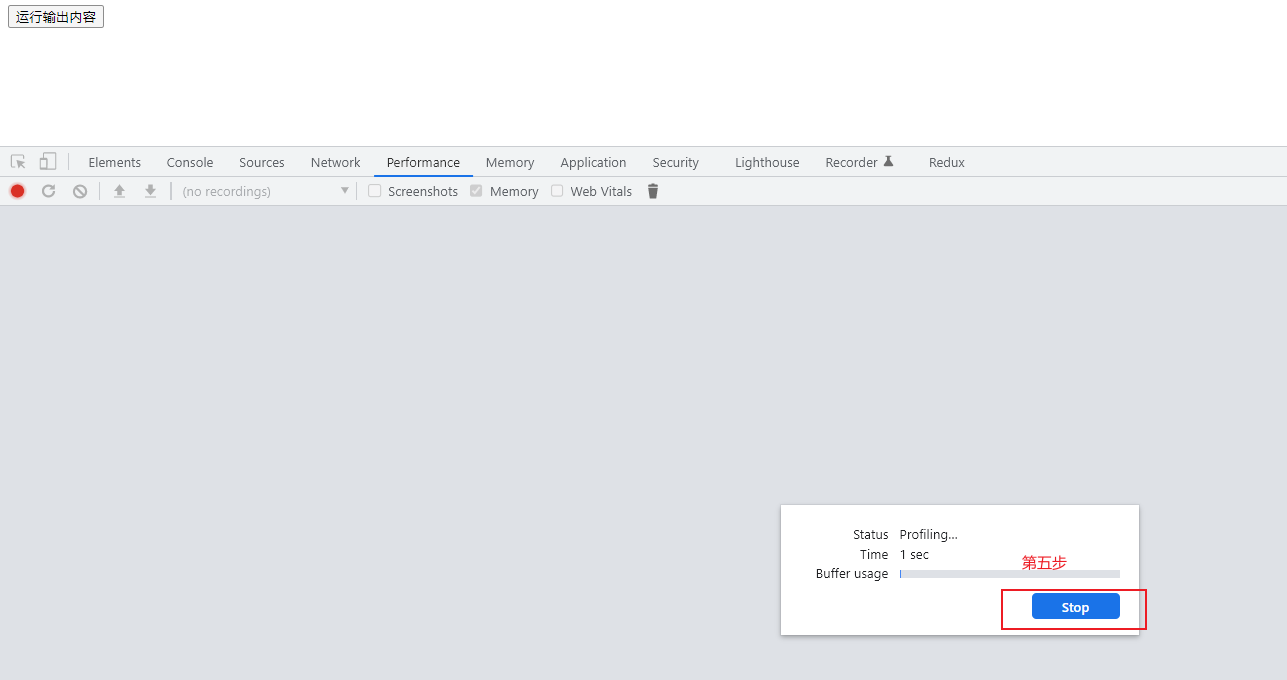 运行输出内容
Elements Console Sources Network Performance Memory Application Security Lighthouse Recorder Redux
(no recordings) Screenshots Memory Web Vitals
Status Profiling...
Time 1 sec
第五步
Buffer usage
Stop